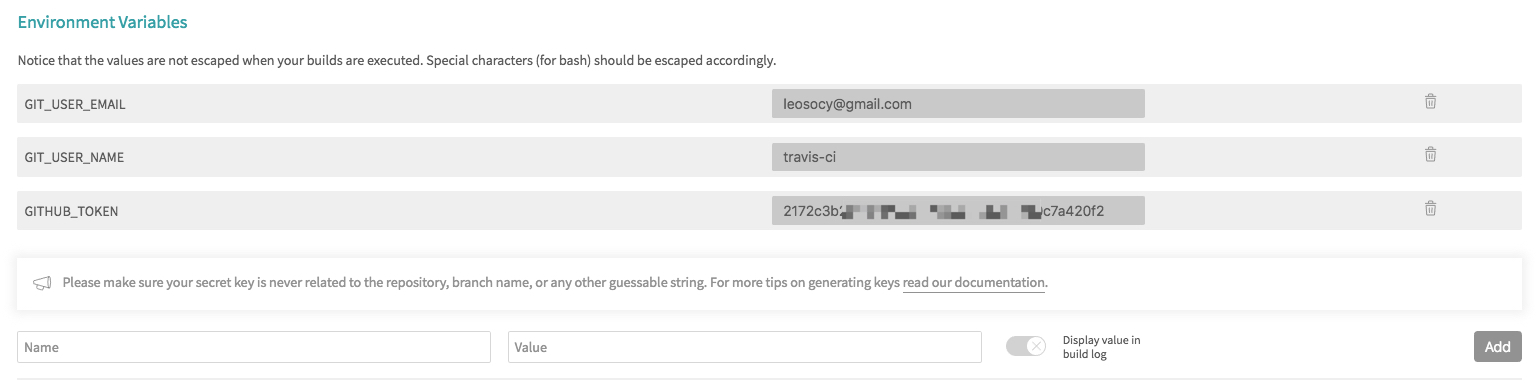 Environment Variables
Notice that the values are not escaped when your builds are executed. Special characters (for bash) should be escaped accordingly.
GIT_USER_EMAIL leosocy@gmail.com
GIT_USER_NAME travis-ci
GITHUB_TOKEN
Please make sure your secret key is never related to the repository, branch name, or any other guessable string. For more tips on generating keys read our documentation.
Name Value Display value in
build log Add